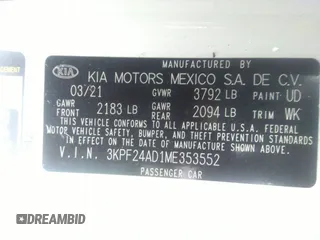 MANUFACTURED BY
KIA KIA MOTORS MEXICO S.A. DE C.V.
03/21 GVWR 3792 LB PAINT UD
GAWR FRONT 2183 LB GAWR REAR 2094 LB TRIM WK
THIS VEHICLE CONFORMS TO ALL APPLICABLE U.S.A. FEDERAL
MOTOR VEHICLE SAFETY, BUMPER, AND THEFT PREVENTION
STANDARDS IN EFFECT ON THE DATE OF MANUFACTURE SHOWN ABOVE.
V.I.N. 3KPF24AD1ME353552
PASSENGER CAR
DREAMBID